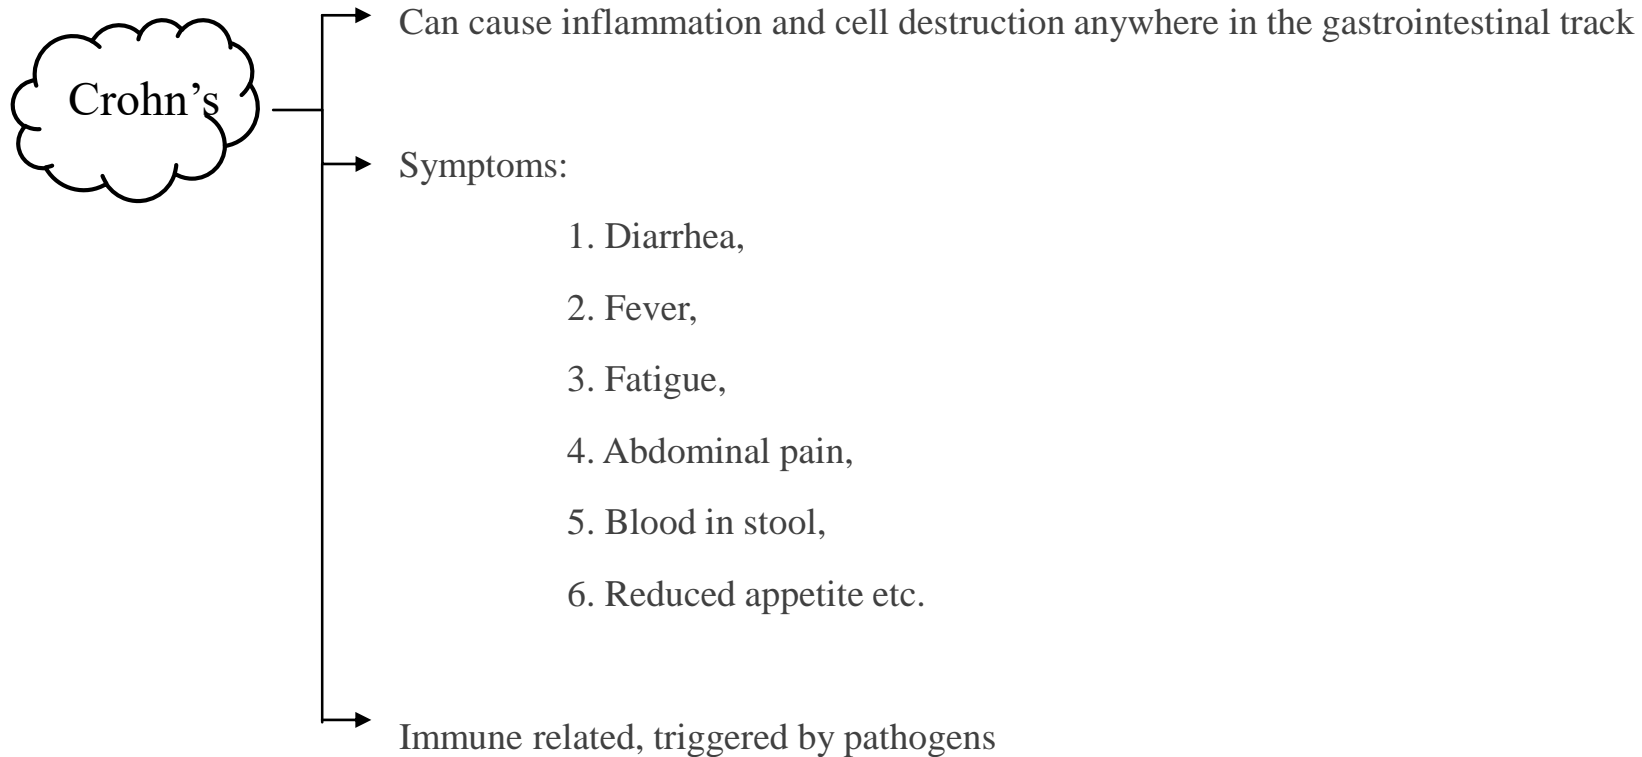 Can cause inflammation and cell destruction anywhere in the gastrointestinal track
Crohn’s
Symptoms:
1. Diarrhea,
2. Fever,
3. Fatigue,
4. Abdominal pain,
5. Blood in stool,
6. Reduced appetite etc.
Immune related, triggered by pathogens